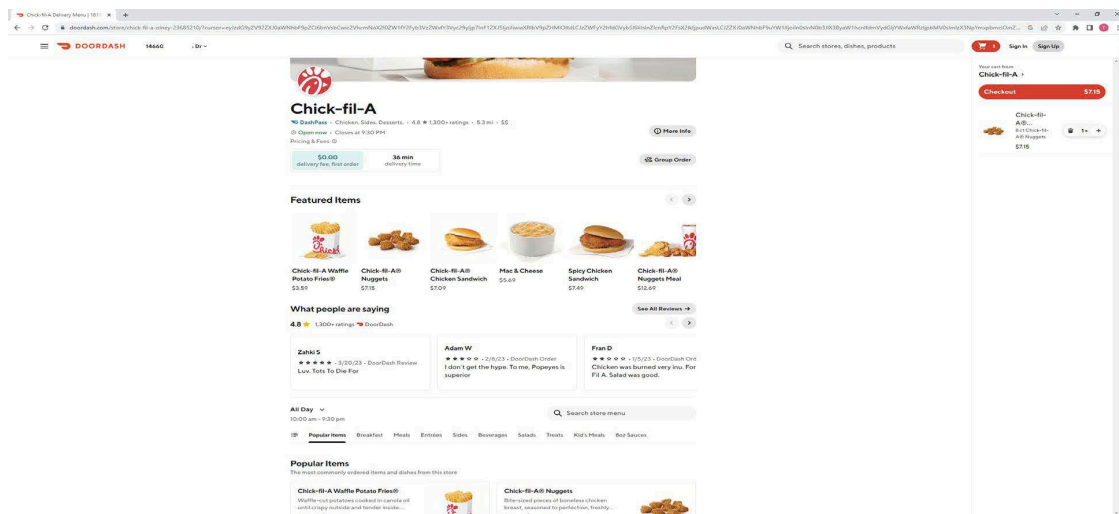 Chick-fil-A Delivery Menu | 181
DOORDASH
14660
Dr
Search stores, dishes, products
1
Sign In
Sign Up
Chick-fil-A
DashPass • Chicken, Sides, Desserts. • 4.8 ★ 1,300+ ratings • 5.3 mi • $$
Open now • Closes at 9:30 PM
Pricing & Fees
More Info
$0.00
delivery fee, first order
36 min
delivery time
Group Order
Featured Items
Chick-fil-A Waffle Potato Fries®
$3.59
Chick-fil-A® Nuggets
$7.15
Chick-fil-A® Chicken Sandwich
$7.09
Mac & Cheese
$5.69
Spicy Chicken Sandwich
$7.49
Chick-fil-A® Nuggets Meal
$12.69
What people are saying
See All Reviews →
4.8 ★ 1,300+ ratings DoorDash
Zahki S
★ ★ ★ ★ ★ • 3/20/23 • DoorDash Review
Luv. Tots To Die For
Adam W
• 2/8/23 • DoorDash Order
I don't get the hype. To me, Popeyes is
superior
Fran D
• 1/5/23 • DoorDash Ord
Chicken was burned very inu. For
Fil A. Salad was good.
All Day
10:00 am - 9:30 pm
Search store menu
Popular Items
Breakfast
Meals
Entrées
Sides
Beverages
Salads
Treats
Kid's Meals
8oz Sauces
Popular Items
The most commonly ordered items and dishes from this store
Chick-fil-A Waffle Potato Fries®
Waffle-cut potatoes cooked in canola oil
until crispy outside and tender inside...
Chick-fil-A® Nuggets
Bite-sized pieces of boneless chicken
breast, seasoned to perfection, freshly...
Your cart from
Chick-fil-A
Checkout
$7.15
Chick-fil-
A®...
8 ct Chick-fil-
A® Nuggets
$7.15
1×